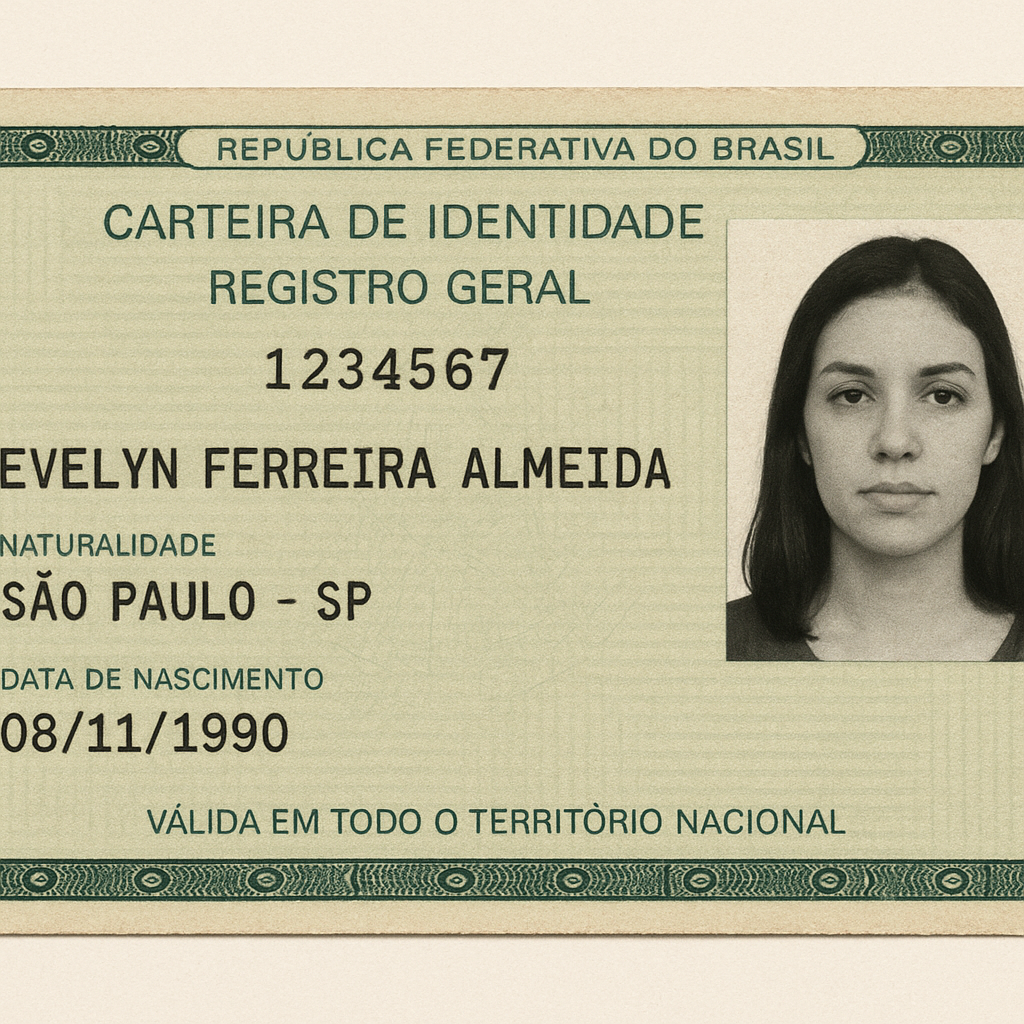 REPÚBLICA FEDERATIVA DO BRASIL
CARTEIRA DE IDENTIDADE
REGISTRO GERAL
1234567
EVELYN FERREIRA ALMEIDA
NATURALIDADE
SĂO PAULO - SP
DATA DE NASCIMENTO
08/11/1990
VÁLIDA EM TODO O TERRITÒRIO NACIONAL